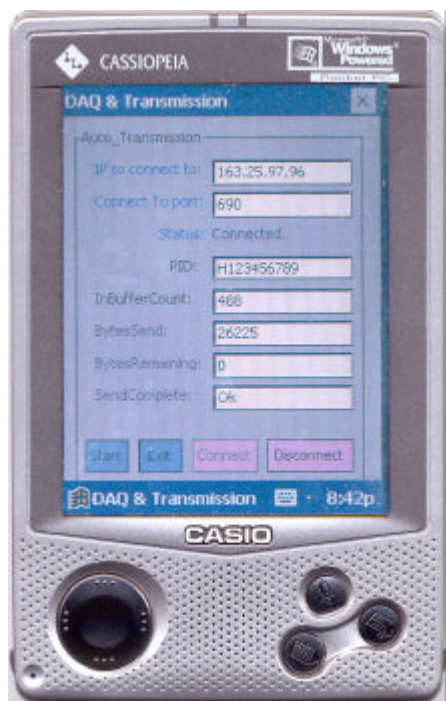 CASSIOPEIA
Microsoft®
Windows®
Powered
Pocket PC
DAQ & Transmission
Auto_Transmission
IP to connect to: 163.25.97.96
Connect To port: 690
Status: Connected.
PID: H123456789
InBufferCount: 488
BytesSend: 26225
BytesRemaining: 0
SendComplete: Ok
Start Exit Connect Disconnect
DAQ & Transmission 8:42p
CASIO